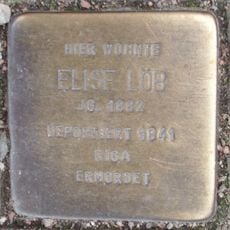 HIER WOHNTE
ELISE LÖB
JG. 1882
DEPORTIERT 1941
RIGA
ERMORDET